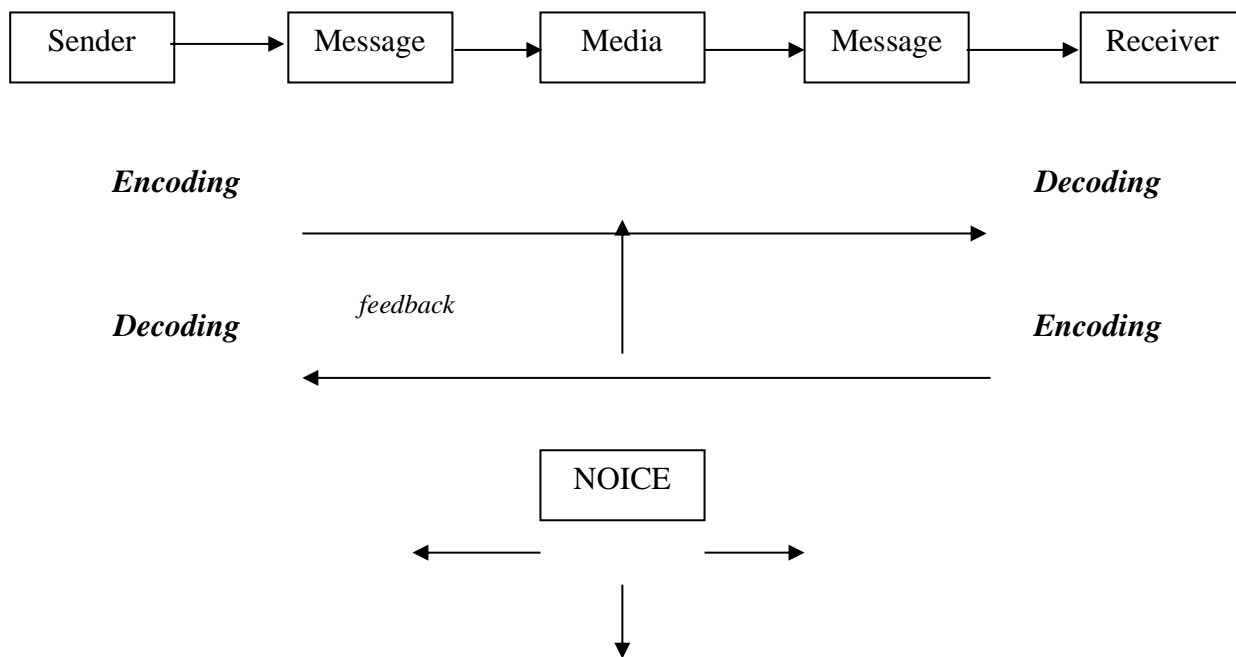 Sender Message Media Message Receiver
Encoding Decoding
feedback
Decoding Encoding
NOICE